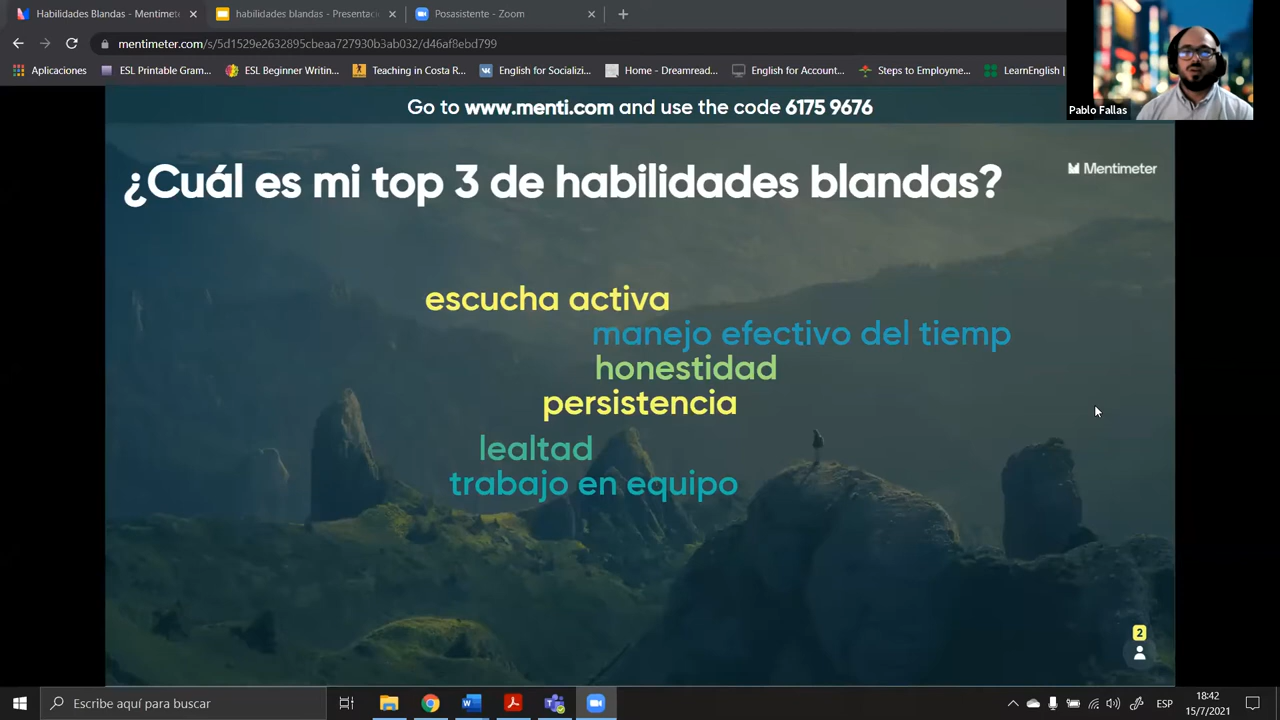 Habilidades Blandas - Mentimete
habilidades blandas - Presentaci
Posasistente - Zoom
mentimeter.com/s/5d1529e2632895cbeaa727930b3ab032/d46af8ebd799
Aplicaciones
ESL Printable Gram...
ESL Beginner Writin...
Teaching in Costa R...
English for Socializi...
Home - Dreamread...
English for Account...
Steps to Employme...
LearnEnglish |
Pablo Fallas
Go to www.menti.com and use the code 6175 9676
¿Cuál es mi top 3 de habilidades blandas?
Mentimeter
escucha activa
manejo efectivo del tiemp
honestidad
persistencia
lealtad
trabajo en equipo
2
Escribe aquí para buscar
ESP
18:42
15/7/2021